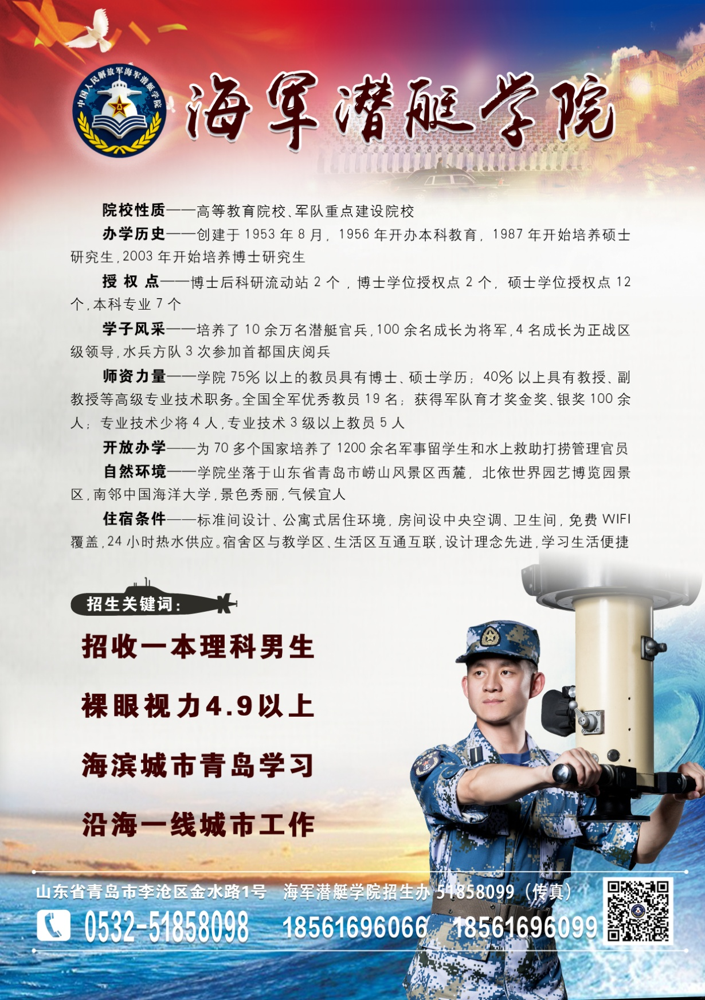 中国人民解放军海军潜艇学院
海军潜艇学院
院校性质——高等教育院校、军队重点建设院校
办学历史——创建于 1953 年 8 月， 1956 年开办本科教育， 1987 年开始培养硕士
研究生，2003 年开始培养博士研究生
授 权 点——博士后科研流动站 2 个 ，博士学位授权点 2 个， 硕士学位授权点 12
个，本科专业 7 个
学子风采——培养了 10 余万名潜艇官兵，100 余名成长为将军，4 名成长为正战区
级领导，水兵方队 3 次参加首都国庆阅兵
师资力量——学院 75% 以上的教员具有博士、硕士学历； 40% 以上具有教授、副
教授等高级专业技术职务。全国全军优秀教员 19 名； 获得军队育才奖金奖、银奖 100 余
人； 专业技术少将 4 人，专业技术 3 级以上教员 5 人
开放办学——为 70 多个国家培养了 1200 余名军事留学生和水上救助打捞管理官员
自然环境——学院坐落于山东省青岛市崂山风景区西麓， 北依世界园艺博览园景
区，南邻中国海洋大学，景色秀丽，气候宜人
住宿条件——标准间设计、公寓式居住环境，房间设中央空调、卫生间，免费 WIFI
覆盖，24 小时热水供应。宿舍区与教学区、生活区互通互联，设计理念先进，学习生活便捷
招生关键词：
招收一本理科男生
裸眼视力4.9以上
海滨城市青岛学习
沿海一线城市工作
山东省青岛市李沧区金水路1号 海军潜艇学院招生办 51858099（传真）
0532-51858098 18561696066 18561696099